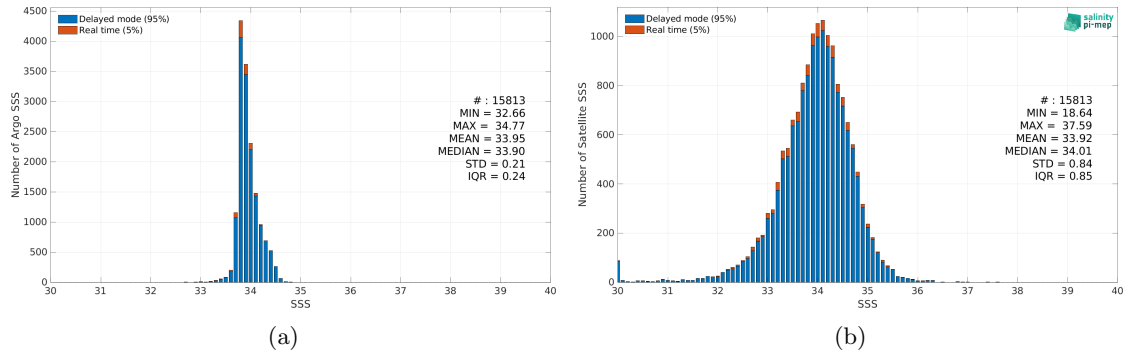 Delayed mode (95%)
Real time (5%)
Number of Argo SSS
4500
4000
3500
3000
2500
2000
1500
1000
500
0
# : 15813
MIN = 32.66
MAX = 34.77
MEAN = 33.95
MEDIAN = 33.90
STD = 0.21
IQR = 0.24
30 31 32 33 34 35 36 37 38 39 40
SSS
(a)
Delayed mode (95%)
Real time (5%)
salinity
pi-mep
Number of Satellite SSS
1000
800
600
400
200
0
# : 15813
MIN = 18.64
MAX = 37.59
MEAN = 33.92
MEDIAN = 34.01
STD = 0.84
IQR = 0.85
30 31 32 33 34 35 36 37 38 39 40
SSS
(b)